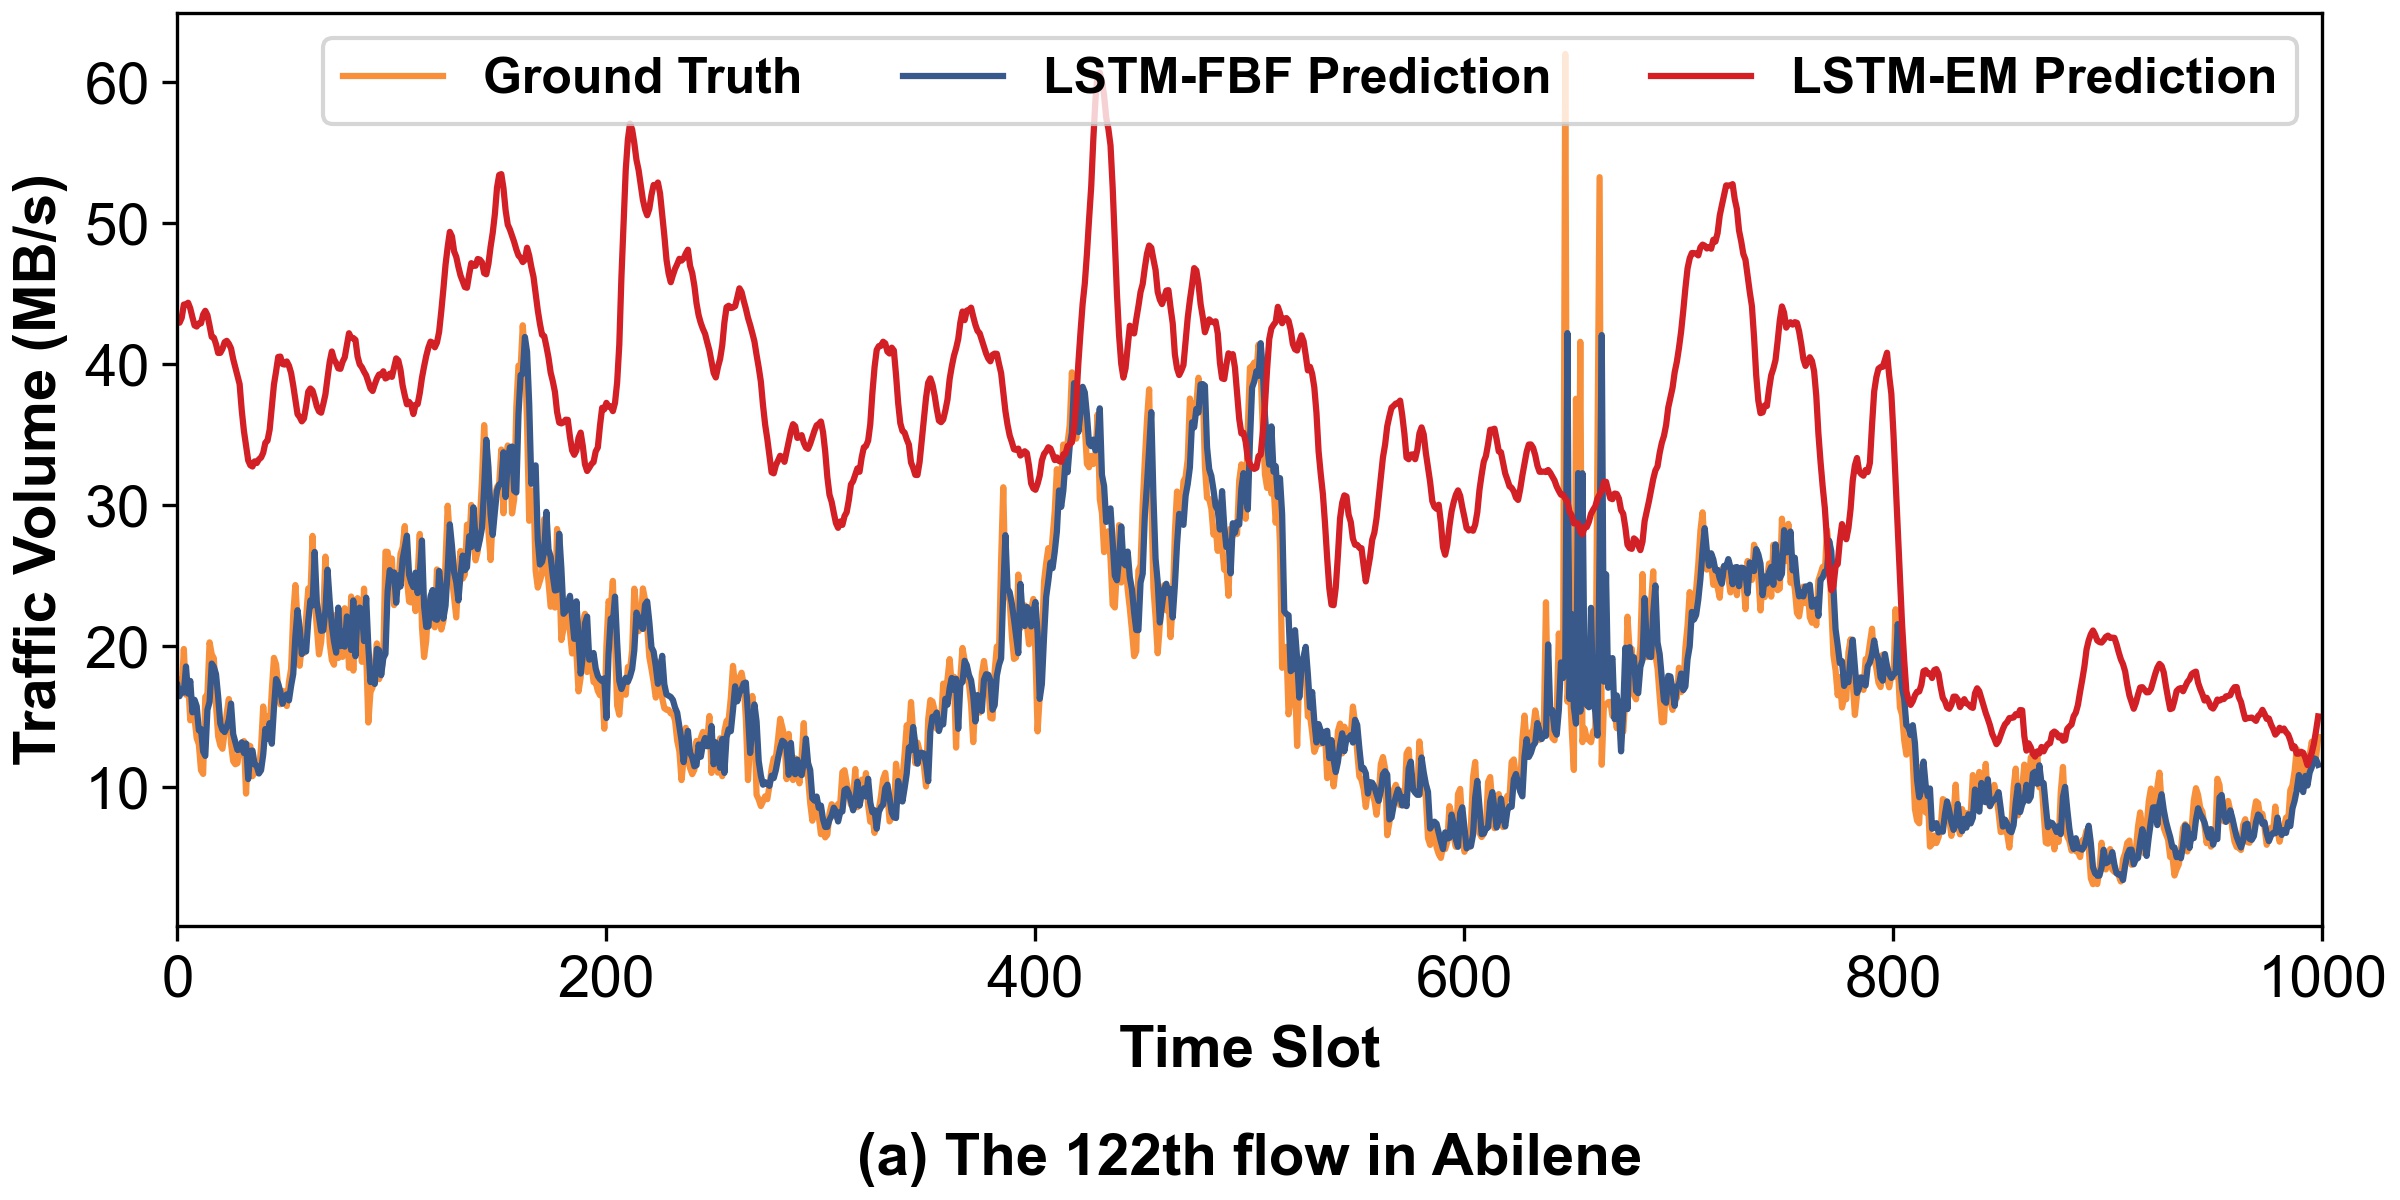 Ground Truth LSTM-FBF Prediction LSTM-EM Prediction
Traffic Volume (MB/s)
60
50
40
30
20
10
0 200 400 600 800 1000
Time Slot
(a) The 122th flow in Abilene